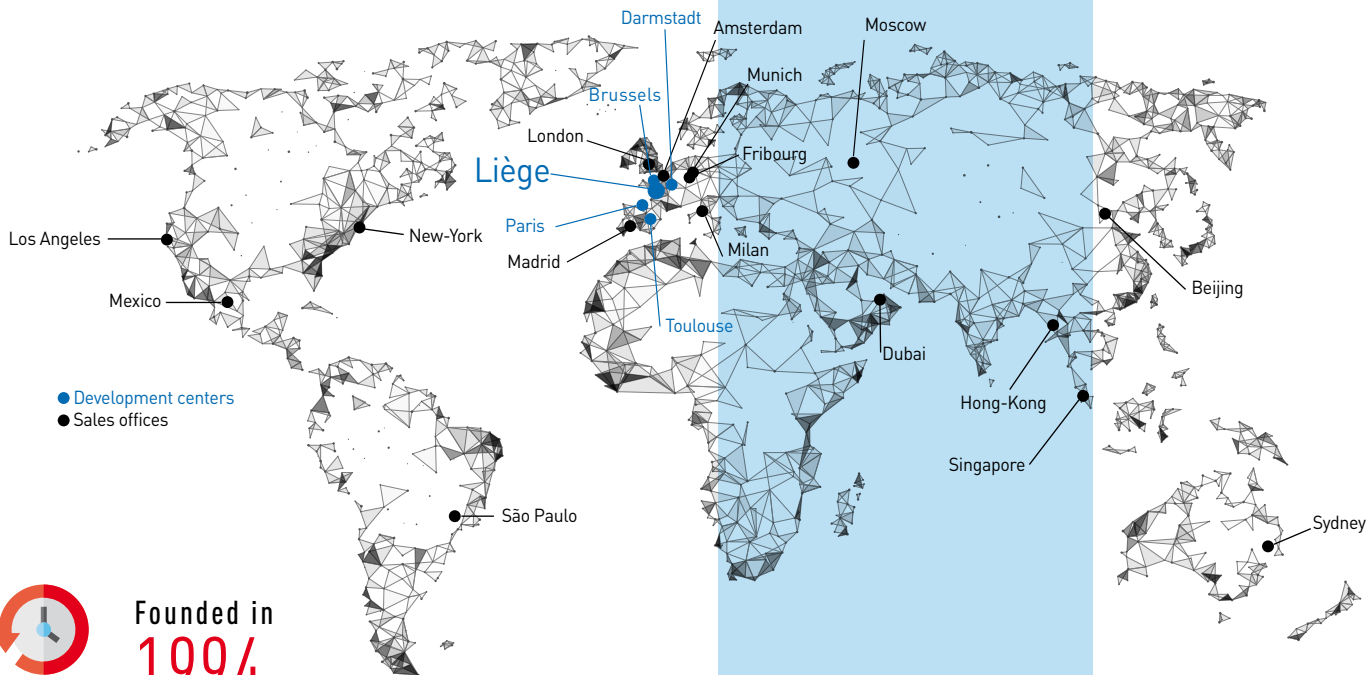 Darmstadt
Amsterdam
Moscow
Munich
Brussels
London
Fribourg
Liège
Paris
Los Angeles
New-York
Madrid
Milan
Beijing
Mexico
Toulouse
Dubai
Development centers
Hong-Kong
Sales offices
Singapore
São Paulo
Sydney
Founded in
1994